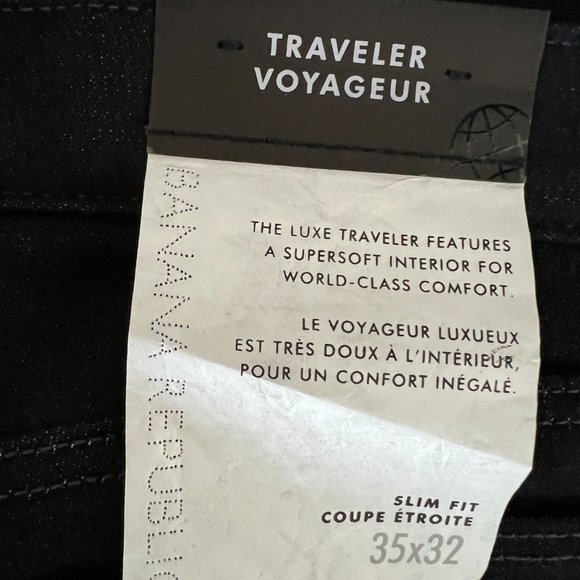 TRAVELER
VOYAGEUR
BANANA REPUBLIC
THE LUXE TRAVELER FEATURES
A SUPERSOFT INTERIOR FOR
WORLD-CLASS COMFORT.
LE VOYAGEUR LUXUEUX
EST TRÈS DOUX À L'INTÉRIEUR,
POUR UN CONFORT INÉGALÉ.
SLIM FIT
COUPE ÉTROITE
35x32